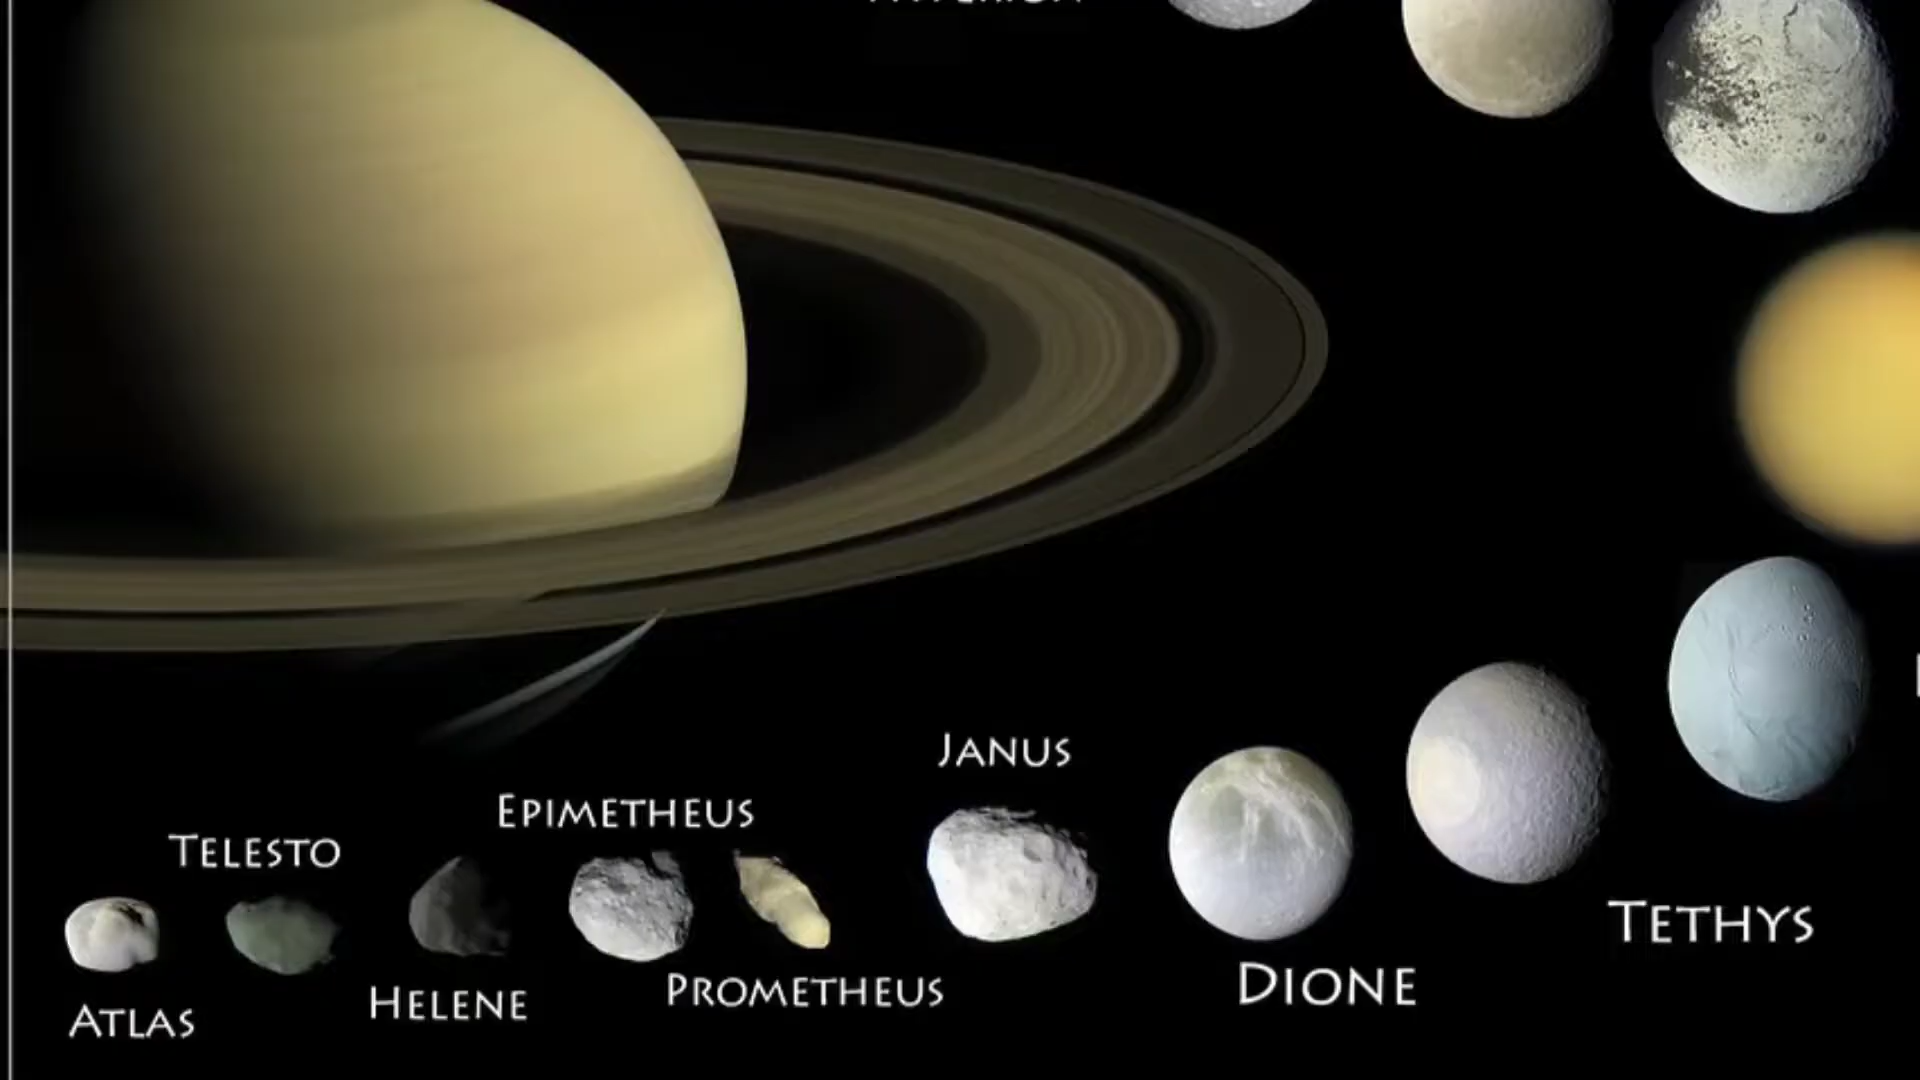 JANUS
EPIMETHEUS
TELESTO
TETHYS
DIONE
PROMETHEUS
HELENE
ATLAS